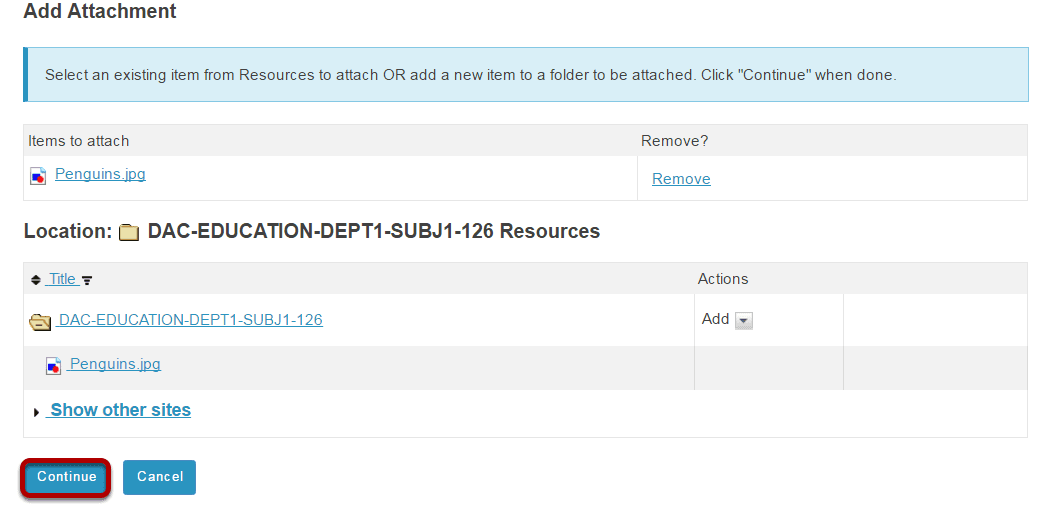 Add Attachment
Select an existing item from Resources to attach OR add a new item to a folder to be attached. Click "Continue" when done.
Items to attach Remove?
Penguins.jpg Remove
Location: DAC-EDUCATION-DEPT1-SUBJ1-126 Resources
Title Actions
DAC-EDUCATION-DEPT1-SUBJ1-126 Add
Penguins.jpg
Show other sites
Continue Cancel